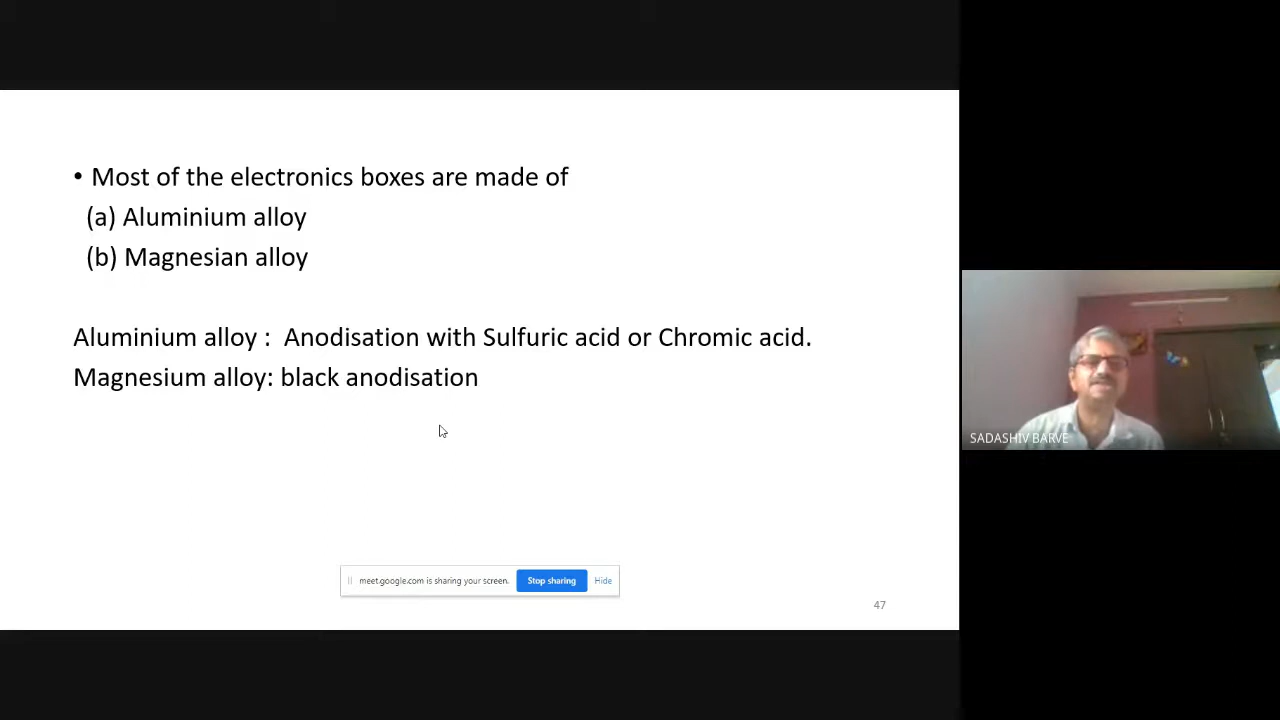 • Most of the electronics boxes are made of
(a) Aluminium alloy
(b) Magnesian alloy
Aluminium alloy : Anodisation with Sulfuric acid or Chromic acid.
Magnesium alloy: black anodisation
SADASHIV BARVE
meet.google.com is sharing your screen. Stop sharing Hide
47